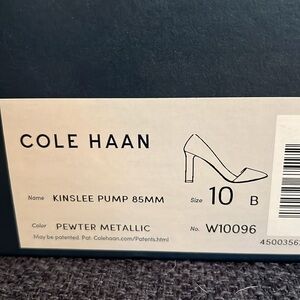 COLE HAAN
Name KINSLEE PUMP 85MM Size 10 B
Color PEWTER METALLIC No. W10096
May be patented. Pat. Colehaan.com/Patents.html